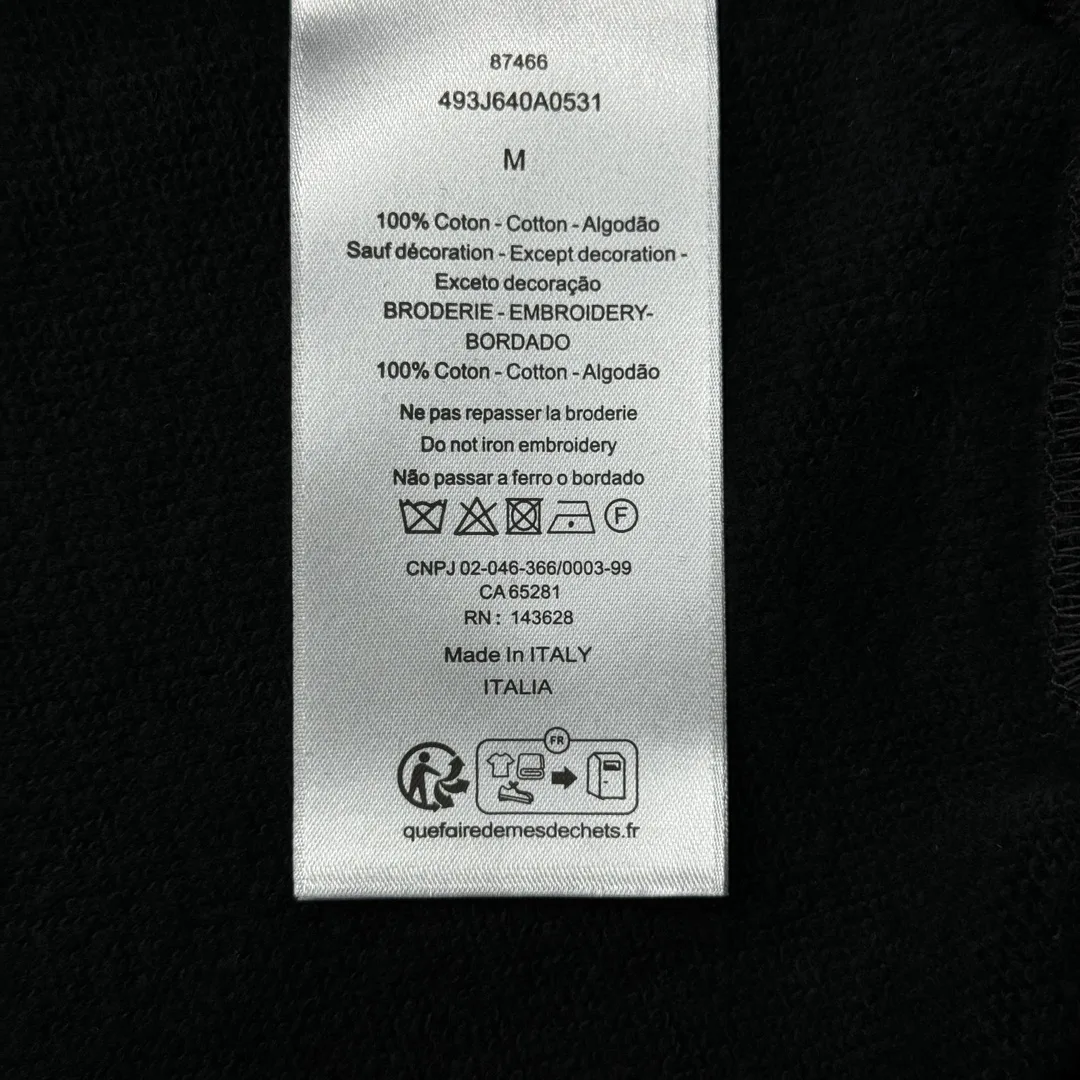 87466
493J640A0531
M
100% Coton - Cotton - Algodão
Sauf décoration - Except decoration -
Exceto decoração
BRODERIE - EMBROIDERY-
BORDADO
100% Coton - Cotton - Algodão
Ne pas repasser la broderie
Do not iron embroidery
Não passar a ferro o bordado
F
CNPJ 02-046-366/0003-99
CA 65281
RN : 143628
Made In ITALY
ITALIA
FR
quefairedemesdechets.fr